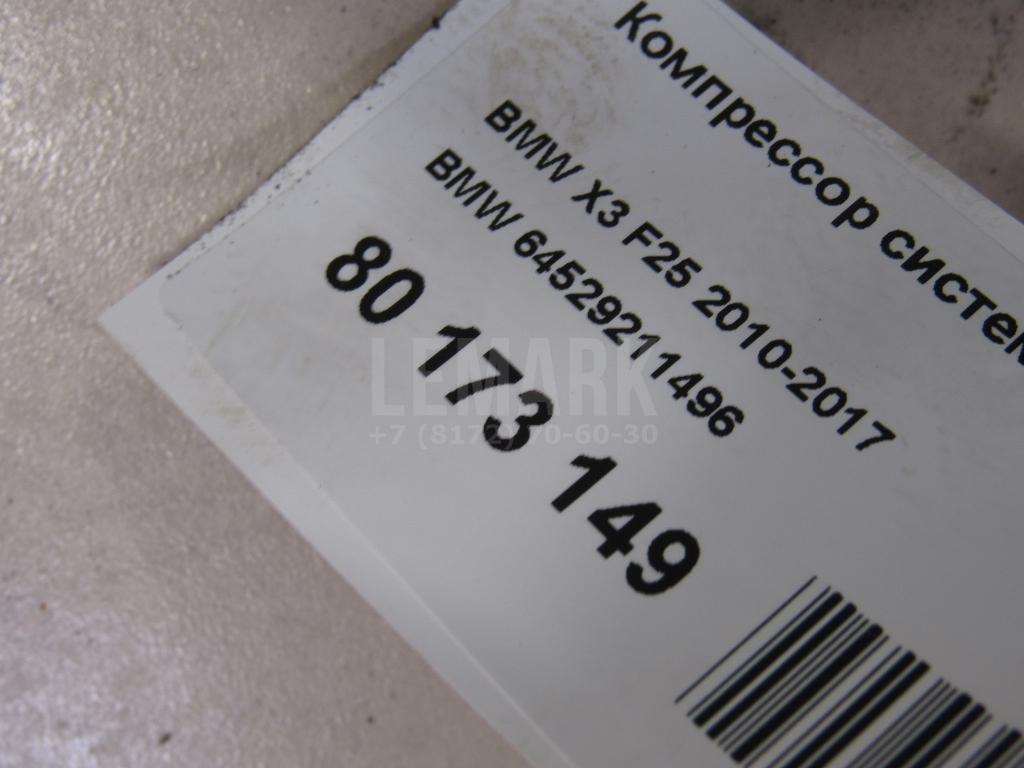 Компрессор систем
BMW X3 F25 2010-2017
BMW 64529211496
80 173 149
LEMARK
+7 (8172) 70-60-30